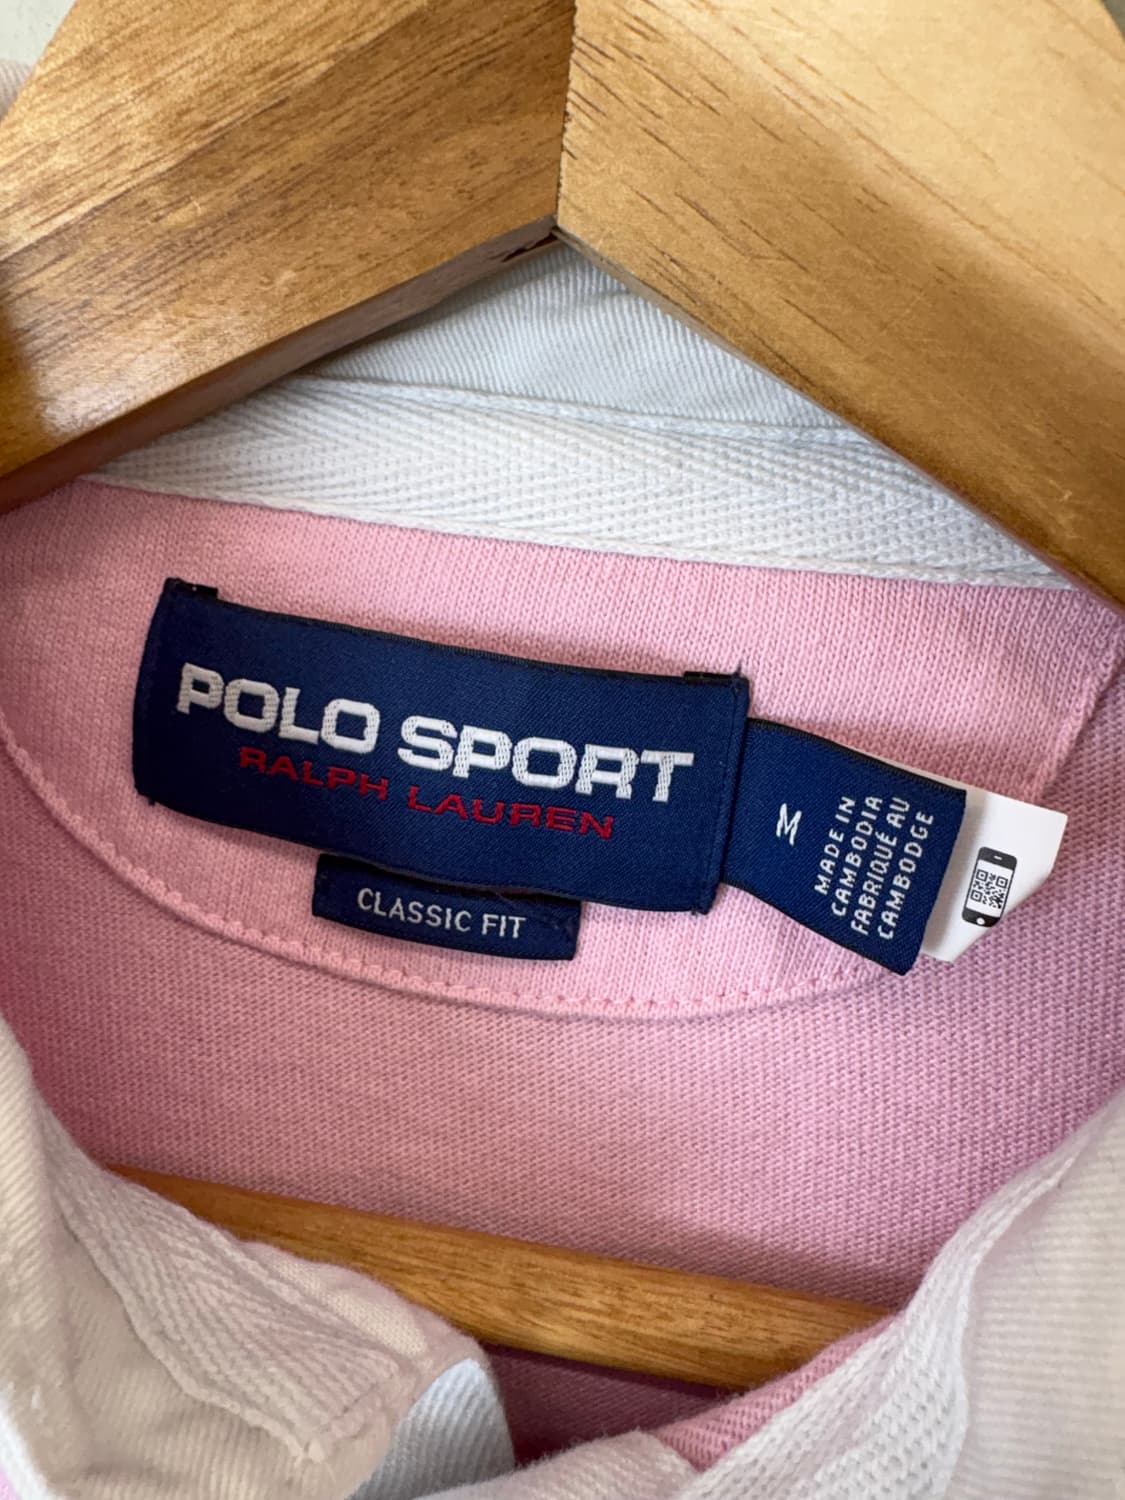 POLO SPORT
RALPH LAUREN
CLASSIC FIT
M
MADE IN
CAMBODIA
FABRIQUÉ AU
CAMBODGE